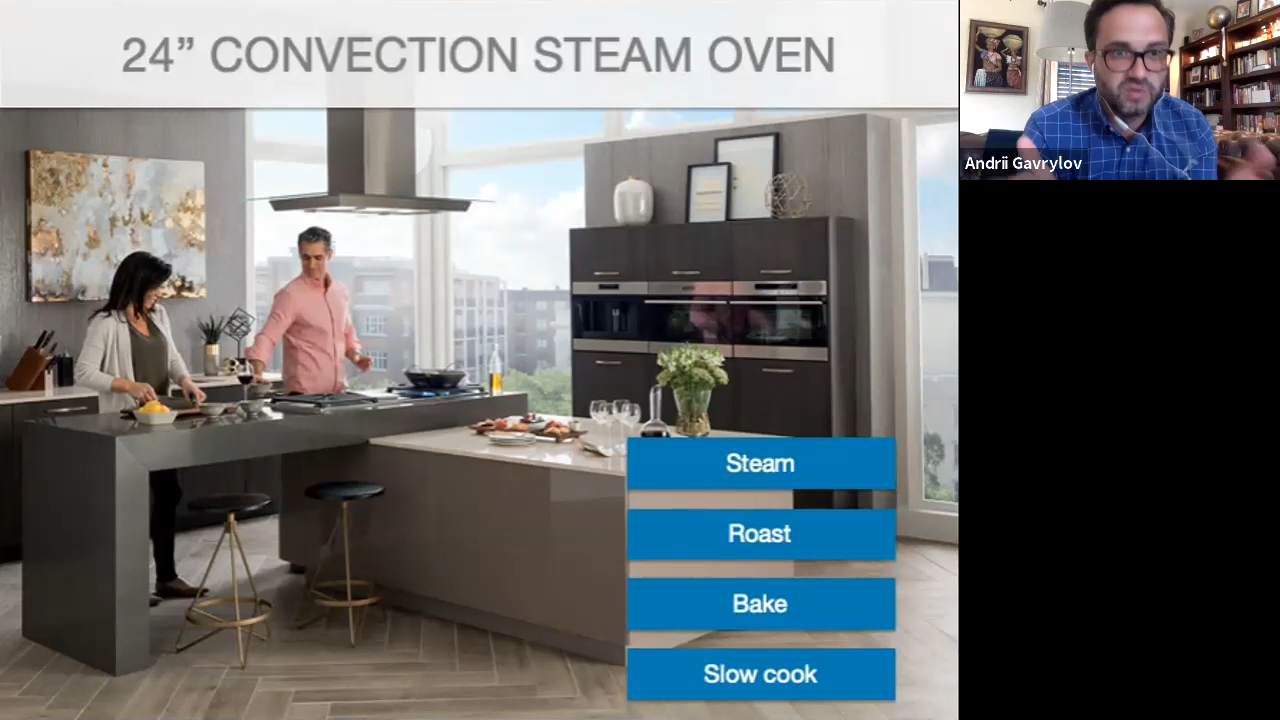 24” CONVECTION STEAM OVEN
Andrii Gavrylov
Steam
Roast
Bake
Slow cook